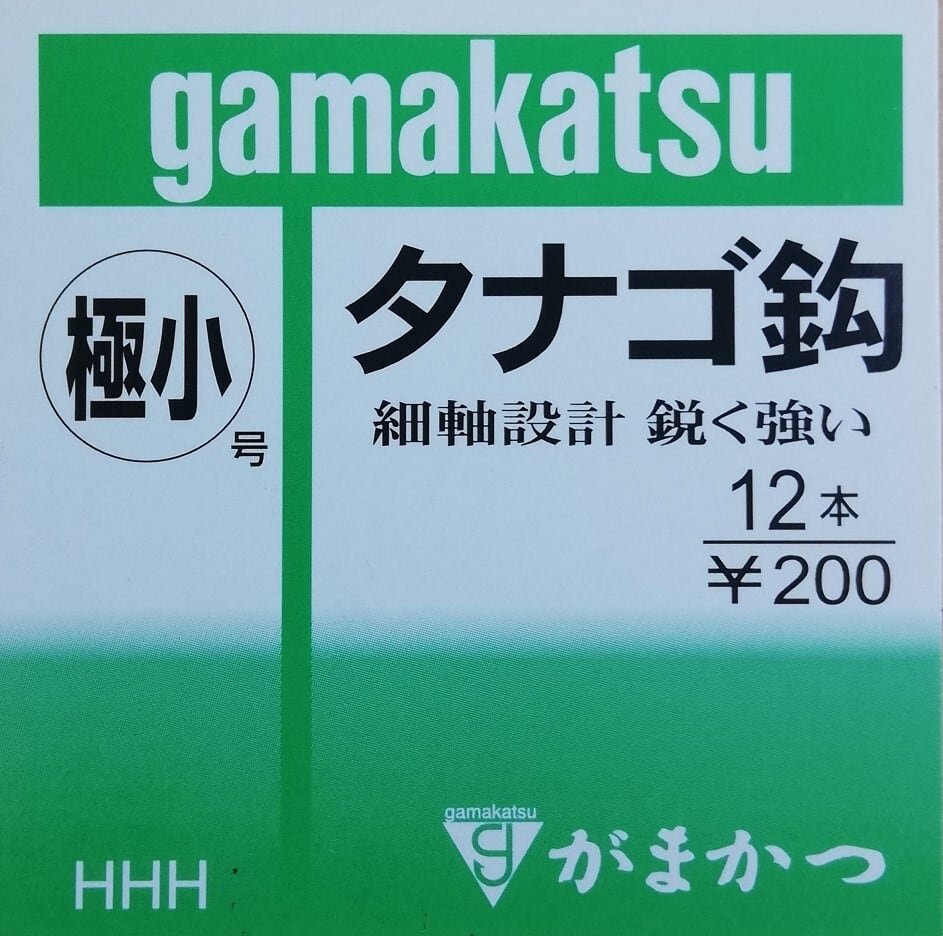 gamakatsu
極小
号
タナゴ鈎
細軸設計 鋭く強い
12本
¥200
HHH
gamakatsu
がまかつ